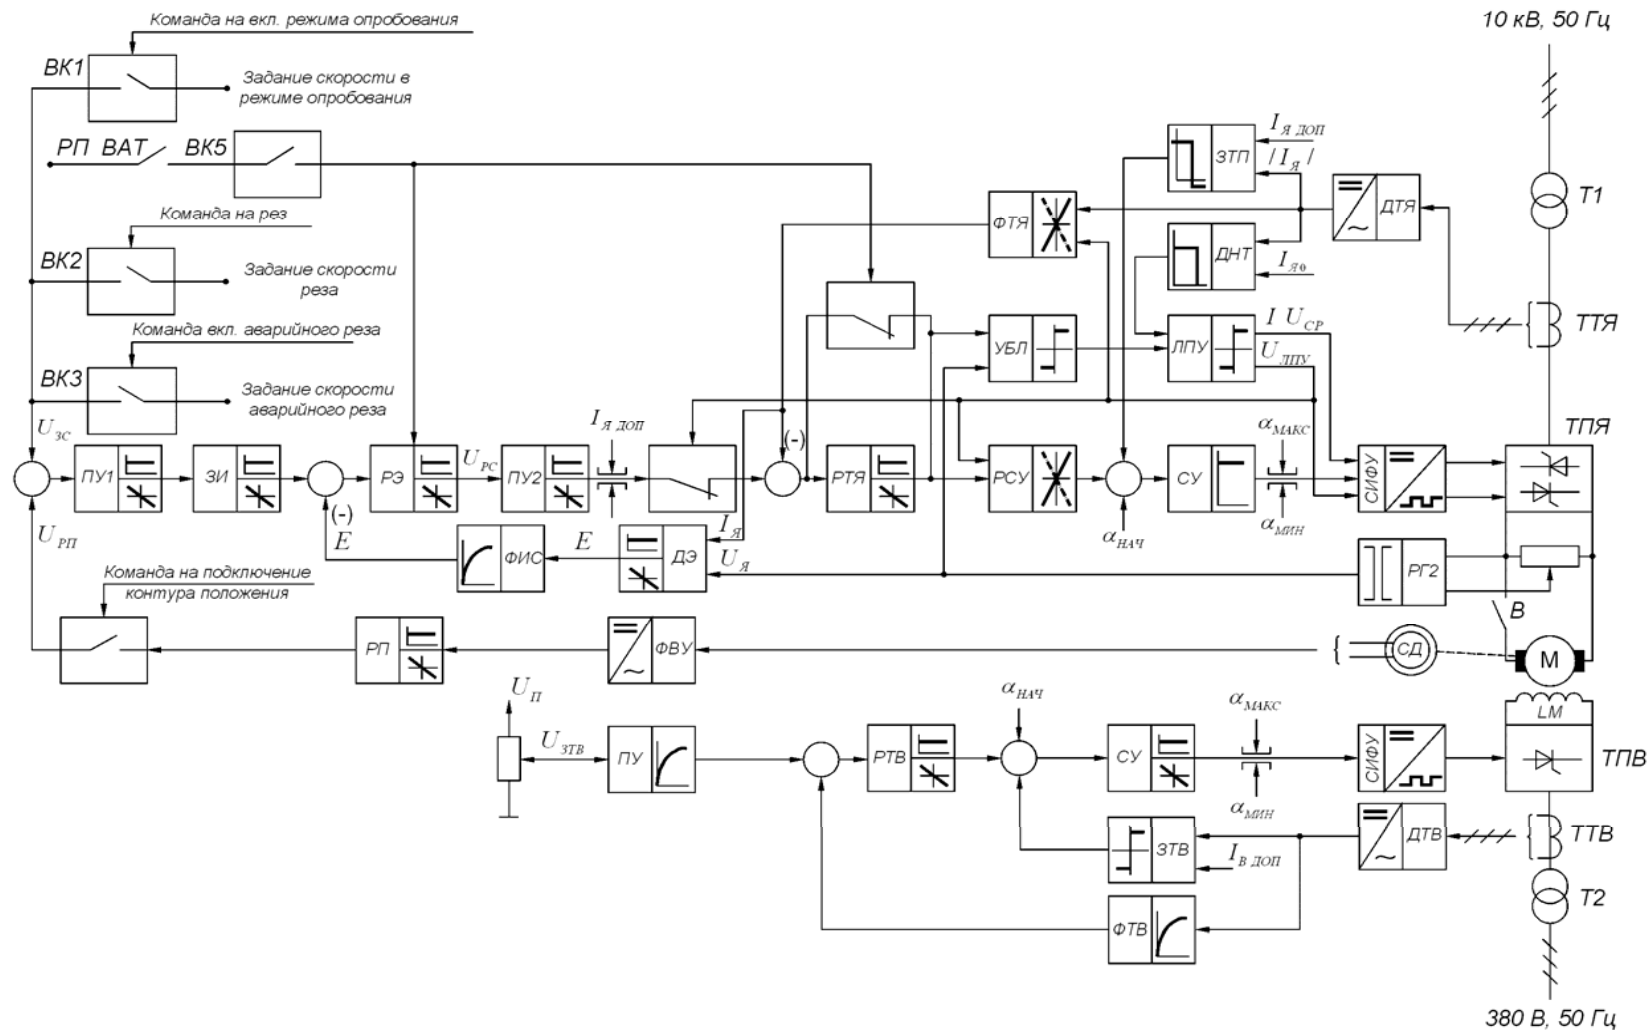 Команда на вкл. режима опробования
10 кВ, 50 Гц
ВК1
Задание скорости в
режиме опробования
РП ВАТ
ВК5
I Я ДОП
ЗТП
/ I Я /
ДТЯ
Т1
Команда на рез
ФТЯ
ВК2
Задание скорости
реза
ДНТ
I Я0
Команда вкл. аварийного реза
I U СР
ТТЯ
УБЛ
ЛПУ
U ЛПУ
ВК3
Задание скорости
аварийного реза
U ЗС
I Я ДОП
(-)
α МАКС
ТПЯ
ПУ1
ЗИ
РЭ
U РС
ПУ2
РТЯ
РСУ
СУ
СИФУ
(-)
U РП
E
I Я
α НАЧ
α МИН
ФИС
E
ДЭ
U Я
РГ2
Команда на подключение
контура положения
В
РП
ФВУ
СД
М
U П
α НАЧ
α МАКС
LM
U ЗТВ
ПУ
РТВ
СУ
СИФУ
ТПВ
α МИН
ЗТВ
I В ДОП
ДТВ
ТТВ
ФТВ
Т2
380 В, 50 Гц